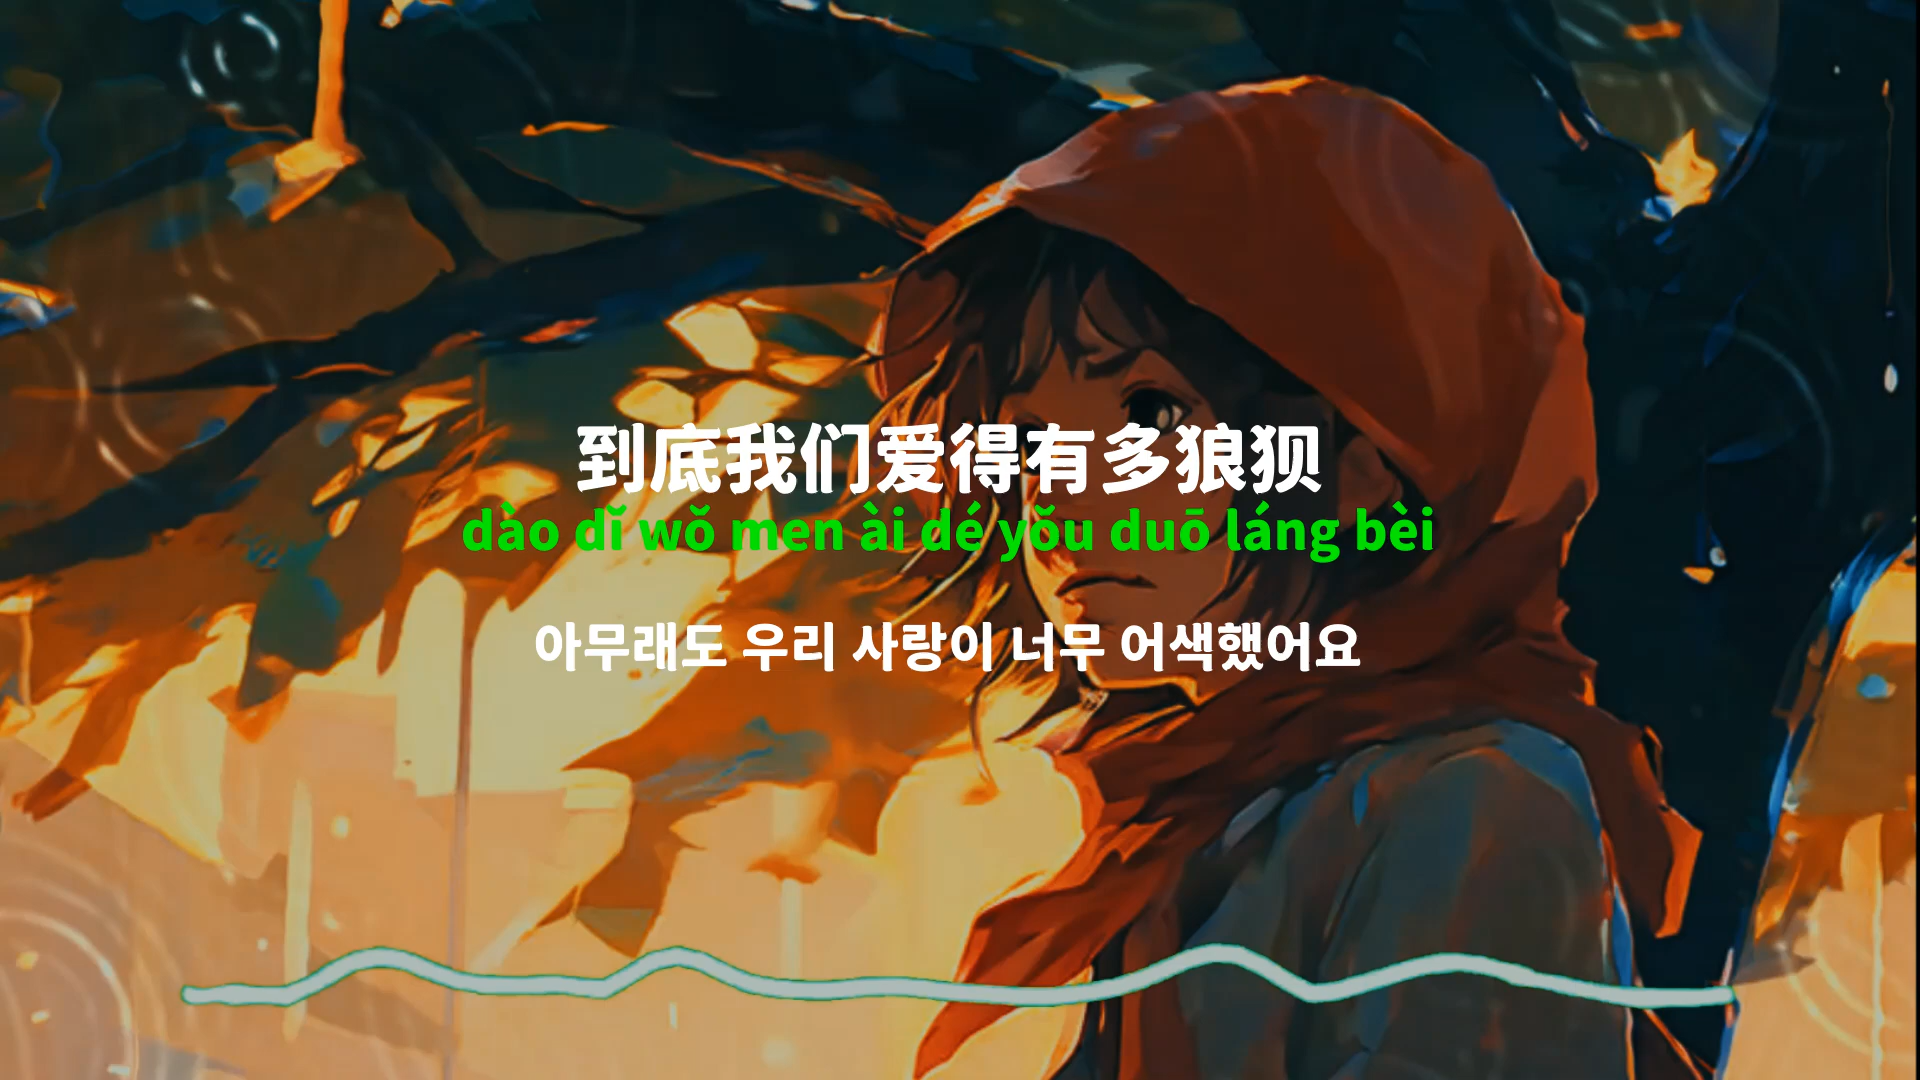 到底我们爱得有多狼狈
dào dǐ wǒ men ài dé yǒu duō láng bèi
아무래도 우리 사랑이 너무 어색했어요